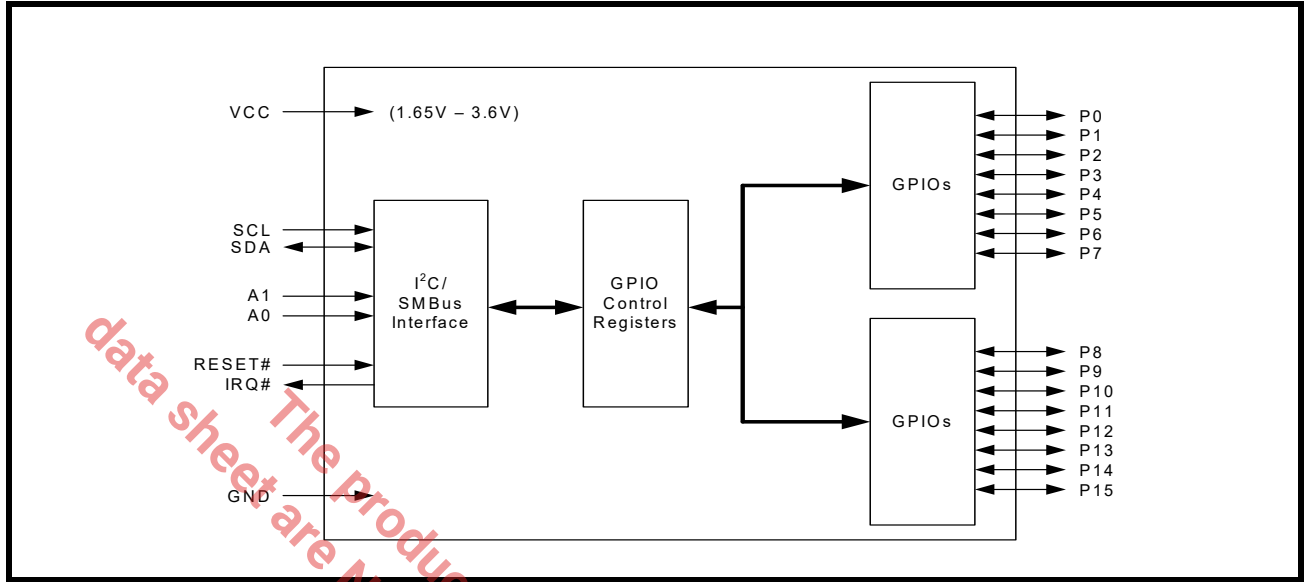 VCC
(1.65V – 3.6V)
SCL
SDA
A1
A0
RESET#
IRQ#
GND
I²C/
SMBus
Interface
GPIO
Control
Registers
GPIOs
P0
P1
P2
P3
P4
P5
P6
P7
GPIOs
P8
P9
P10
P11
P12
P13
P14
P15
The produc
data sheet are N